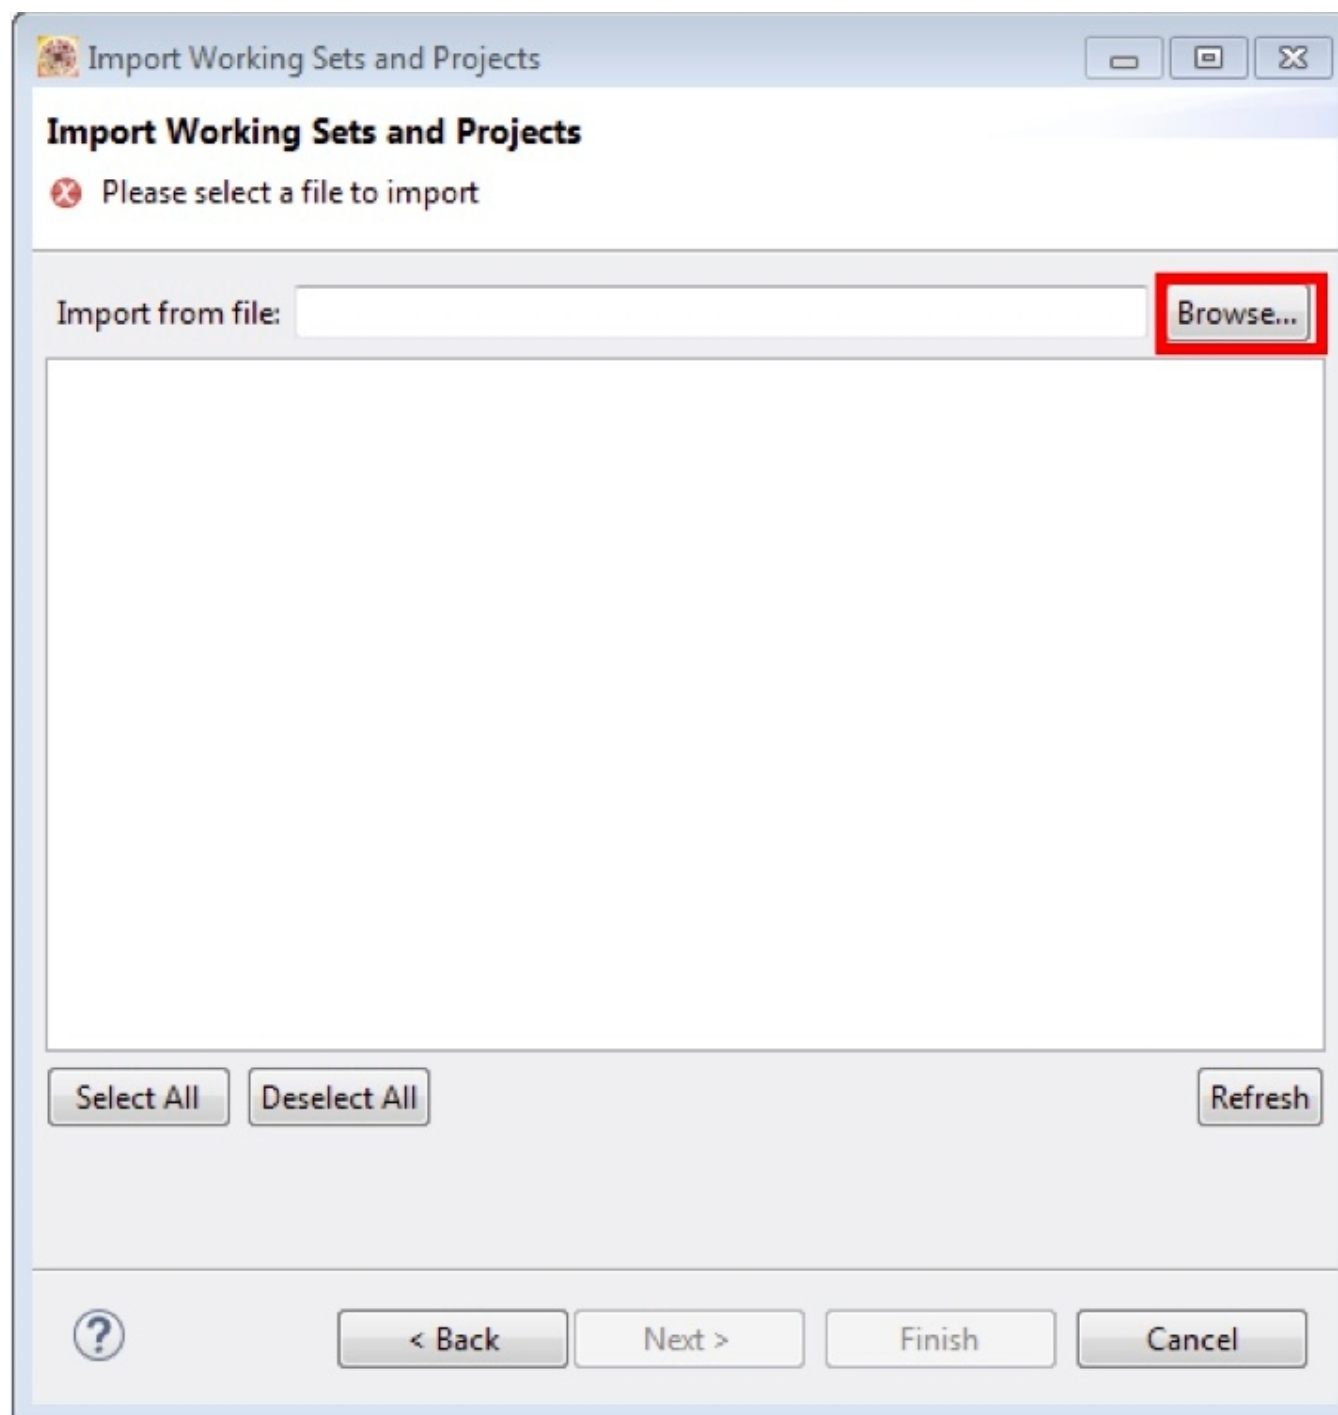 Import Working Sets and Projects
Import Working Sets and Projects
Please select a file to import
Import from file: Browse...
Select All Deselect All Refresh
? < Back Next > Finish Cancel